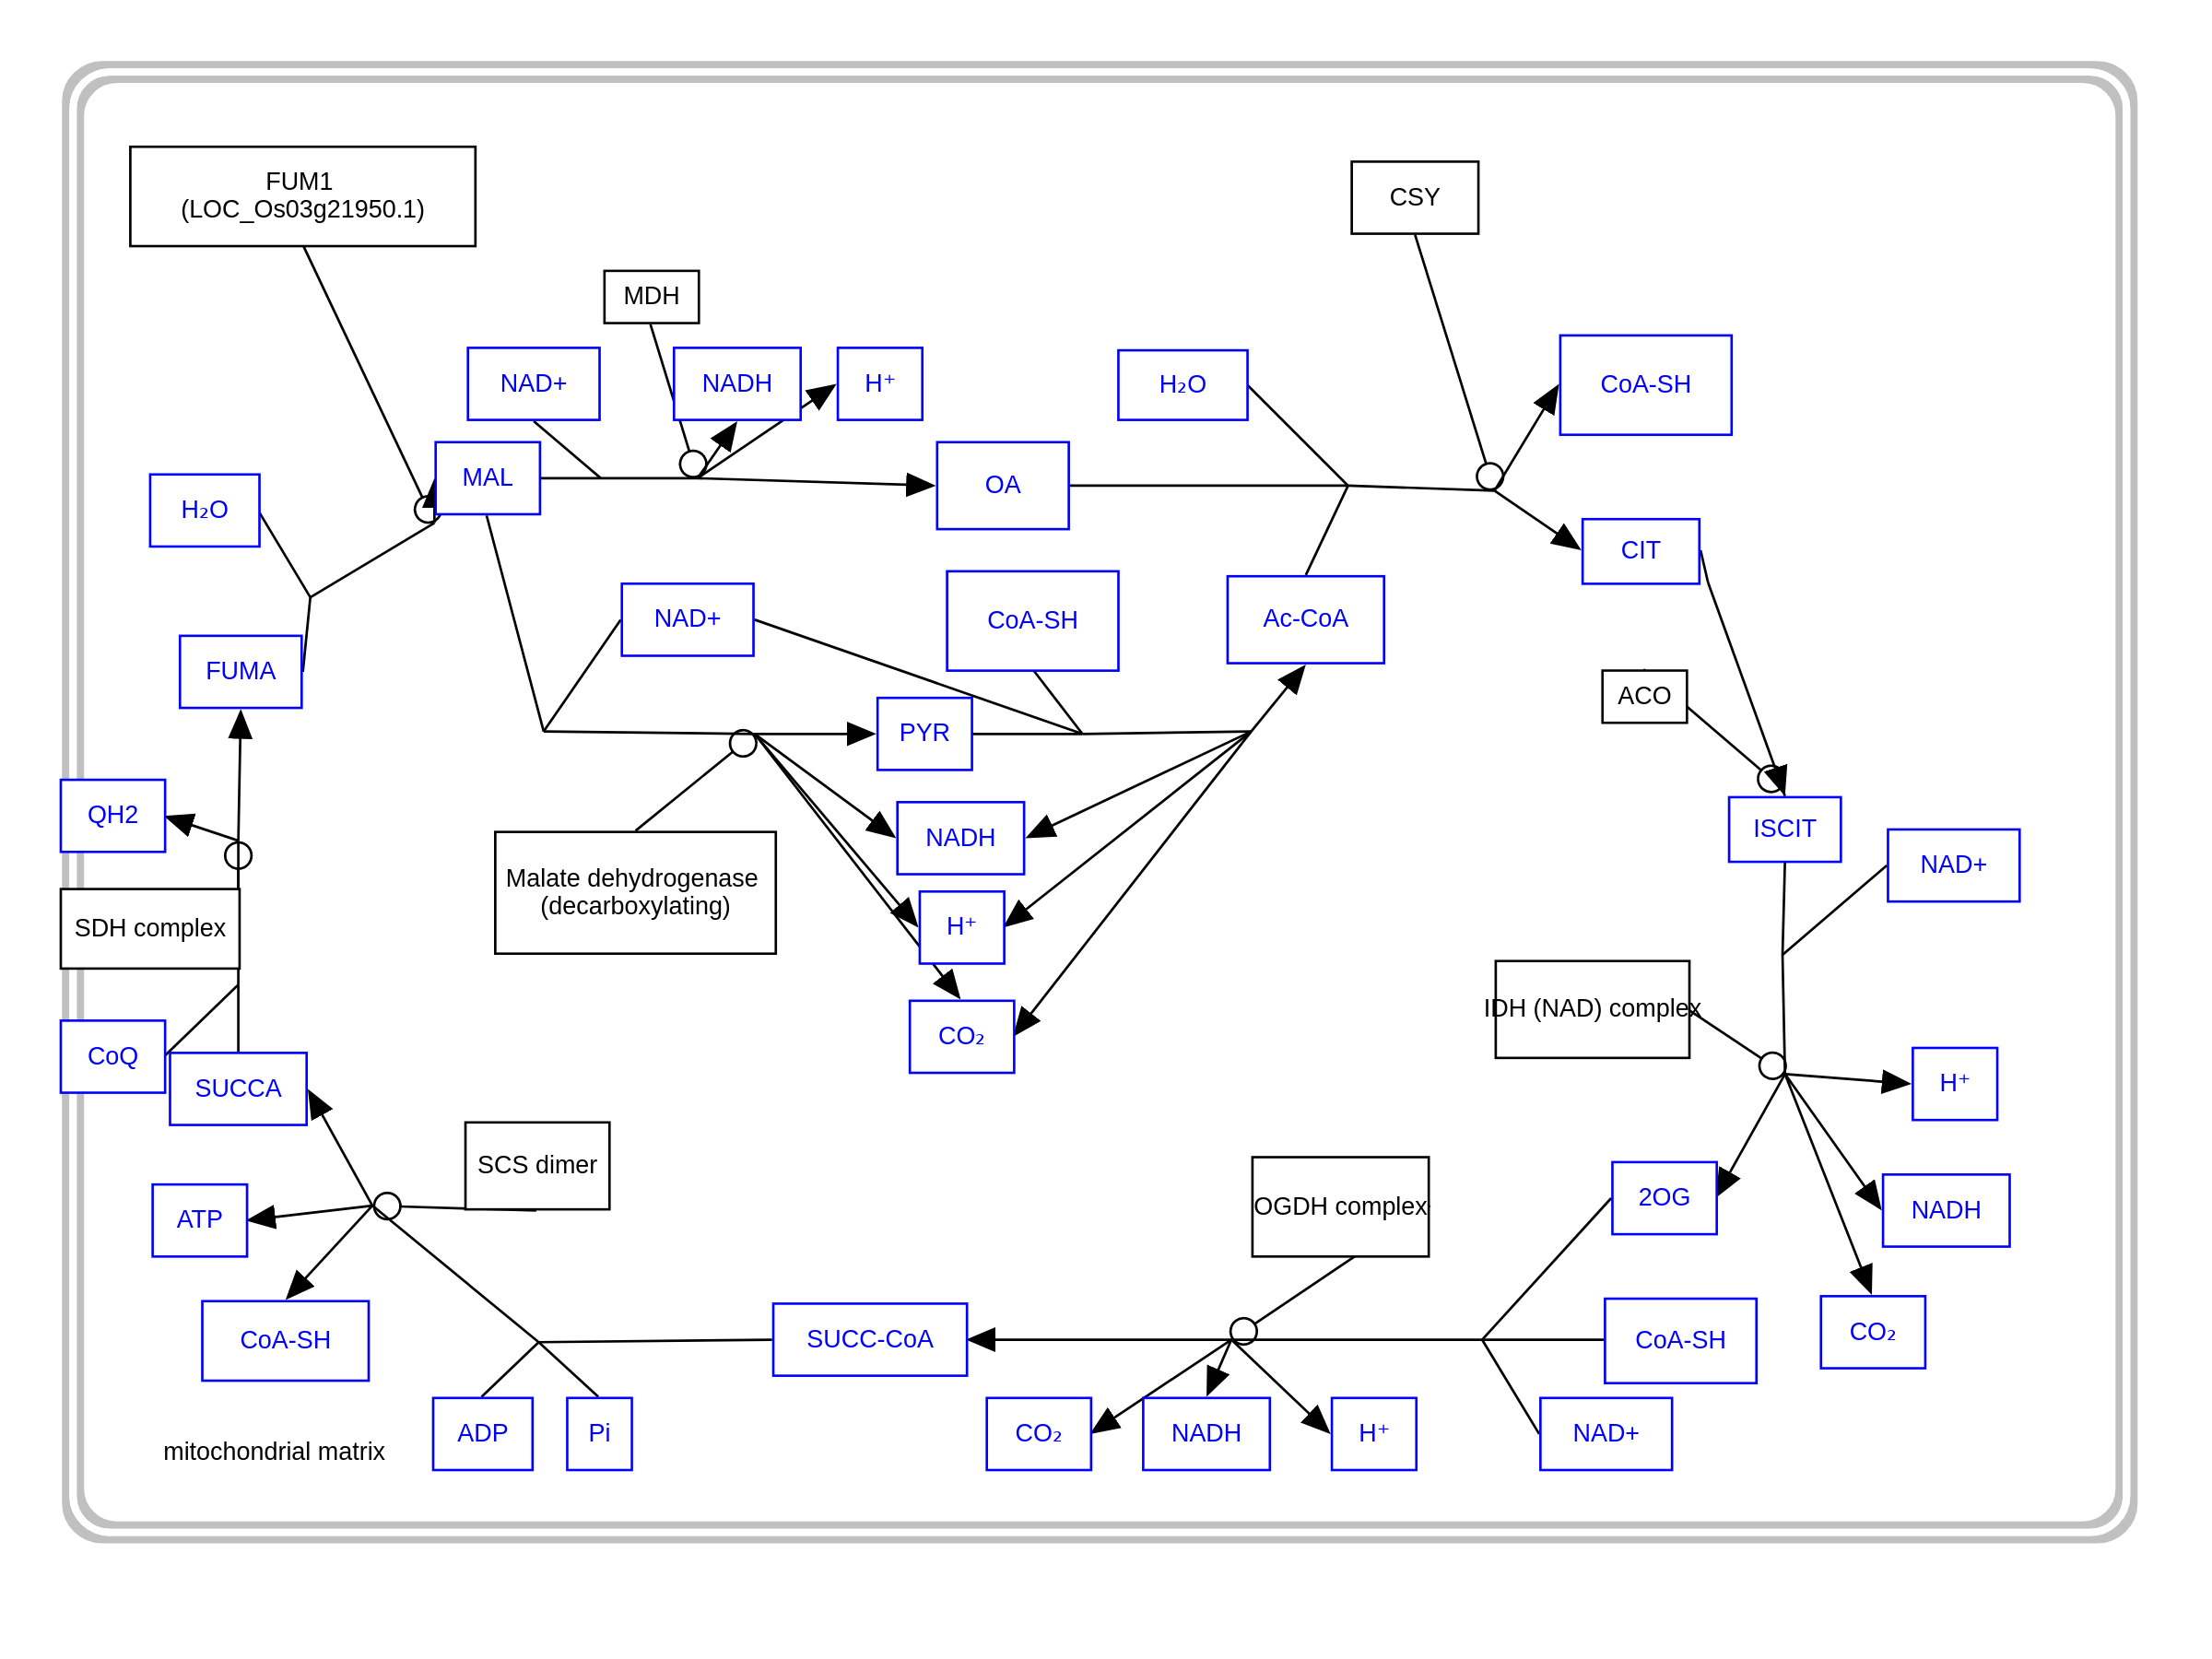 FUM1
(LOC_Os03g21950.1)
CSY
MDH
NAD+
NADH
H⁺
H₂O
CoA-SH
MAL
OA
H₂O
CIT
NAD+
CoA-SH
Ac-CoA
FUMA
ACO
PYR
QH2
NADH
ISCIT
NAD+
Malate dehydrogenase
(decarboxylating)
SDH complex
H⁺
IDH (NAD) complex
CO₂
CoQ
SUCCA
H⁺
SCS dimer
2OG
OGDH complex
NADH
ATP
CoA-SH
SUCC-CoA
CoA-SH
CO₂
ADP
Pi
CO₂
NADH
H⁺
NAD+
mitochondrial matrix